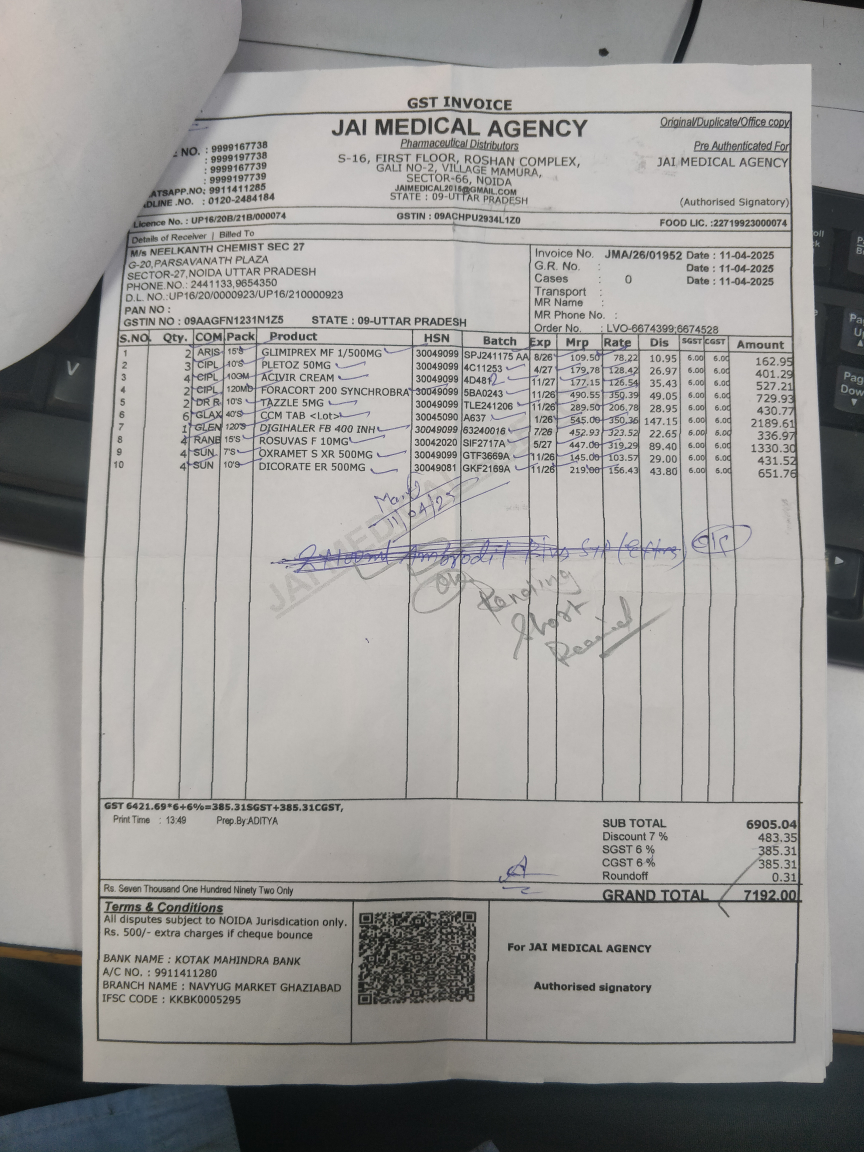 GST INVOICE
Original/Duplicate/Office copy
JAI MEDICAL AGENCY
Pharmaceutical Distributors
S-16, FIRST FLOOR, ROSHAN COMPLEX,
GALI NO-2, VILLAGE MAMURA,
SECTOR-66, NOIDA
JAIMEDICAL2018@GMAIL.COM
STATE : 09-UTTAR PRADESH
NO. : 9999167738
: 9999197738
: 9999167739
: 9999197739
ATSAPP.NO: 9911411285
DLINE .NO. : 0120-2484184
Pre Authenticated For
JAI MEDICAL AGENCY
(Authorised Signatory)
Licence No. : UP16/20B/21B/000074 GSTIN : 09ACHPU2934L1Z0 FOOD LIC. :22719923000074
Details of Receiver | Billed To
M/s NEELKANTH CHEMIST SEC 27
G-20,PARSAVANATH PLAZA
SECTOR-27,NOIDA UTTAR PRADESH
PHONE.NO.: 2441133,9654350
D.L. NO.:UP16/20/0000923/UP16/210000923
PAN NO :
GSTIN NO : 09AAGFN1231N1Z5 STATE : 09-UTTAR PRADESH
Invoice No. JMA/26/01952 Date : 11-04-2025
G.R. No. : Date : 11-04-2025
Cases : 0 Date : 11-04-2025
Transport :
MR Name :
MR Phone No. :
Order No. : LVO-6674399;6674528
S.NO. Qty. COM Pack Product HSN Batch Exp Mrp Rate Dis SGST CGST Amount
1 2 ARIS 15'S GLIMIPREX MF 1/500MG 30049099 SPJ241175 AA 8/26 109.50 78.22 10.95 6.00 6.00 162.95
2 3 CIPL 10'S PLETOZ 50MG 30049099 4C11253 4/27 179.78 128.42 26.97 6.00 6.00 401.29
3 4 CIPL 10GM ACIVIR CREAM 30049099 4D481 11/27 177.15 126.54 35.43 6.00 6.00 527.21
4 2 CIPL 120MD FORACORT 200 SYNCHROBRA 30049099 5BA0243 11/26 490.55 350.39 49.05 6.00 6.00 729.93
5 2 DR R 10'S TAZZLE 5MG 30049099 TLE241206 11/26 289.50 206.78 28.95 6.00 6.00 430.77
6 6 GLAX 40'S CCM TAB <Lot> 30045090 A637 1/26 545.00 350.36 147.15 6.00 6.00 2189.61
7 1 GLEN 120'S DIGIHALER FB 400 INH 30049099 63240016 7/26 452.93 323.52 22.65 6.00 6.00 336.97
8 4 RANB 15'S ROSUVAS F 10MG 30042020 SIF2717A 5/27 447.00 319.29 89.40 6.00 6.00 1330.30
9 4 SUN 7'S OXRAMET S XR 500MG 30049099 GTF3669A 11/26 145.00 103.57 29.00 6.00 6.00 431.52
10 4 SUN 10'S DICORATE ER 500MG 30049081 GKF2169A 11/26 219.00 156.43 43.80 6.00 6.00 651.76
11/04/25
Pending
Short
Received
GST 6421.69*6+6%=385.31SGST+385.31CGST,
Print Time : 13:49 Prep.By:ADITYA
SUB TOTAL 6905.04
Discount 7 % 483.35
SGST 6 % 385.31
CGST 6 % 385.31
Roundoff 0.31
Rs. Seven Thousand One Hundred Ninety Two Only
GRAND TOTAL 7192.00
Terms & Conditions
All disputes subject to NOIDA Jurisdication only.
Rs. 500/- extra charges if cheque bounce
BANK NAME : KOTAK MAHINDRA BANK
A/C NO. : 9911411280
BRANCH NAME : NAVYUG MARKET GHAZIABAD
IFSC CODE : KKBK0005295
For JAI MEDICAL AGENCY
Authorised signatory